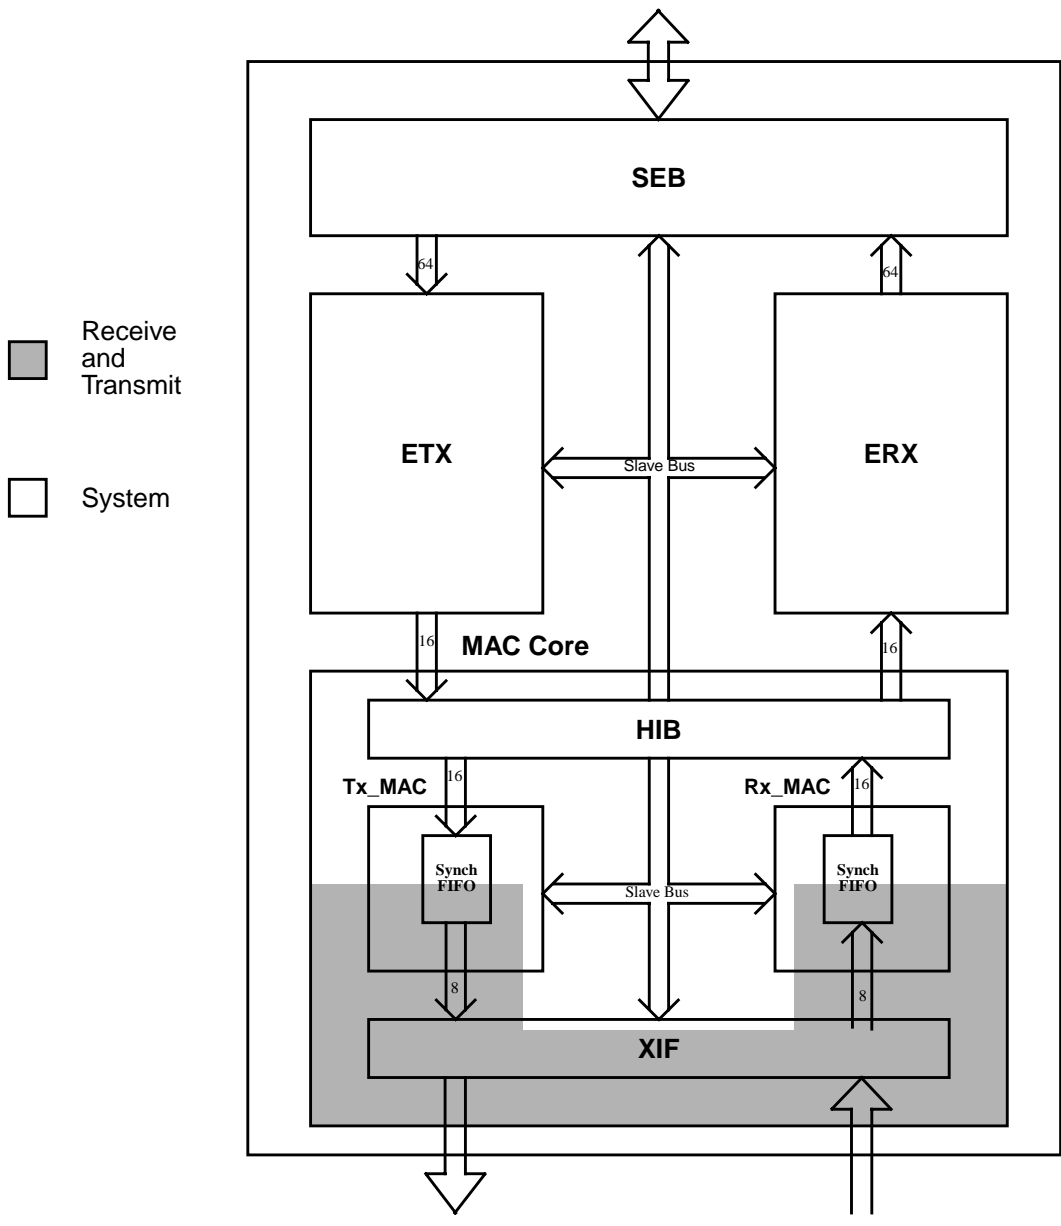 SEB
64
64
Receive
and
Transmit
ETX
ERX
Slave Bus
System
16
MAC Core
16
HIB
Tx_MAC
16
Rx_MAC
16
Synch
FIFO
Synch
FIFO
Slave Bus
8
8
XIF